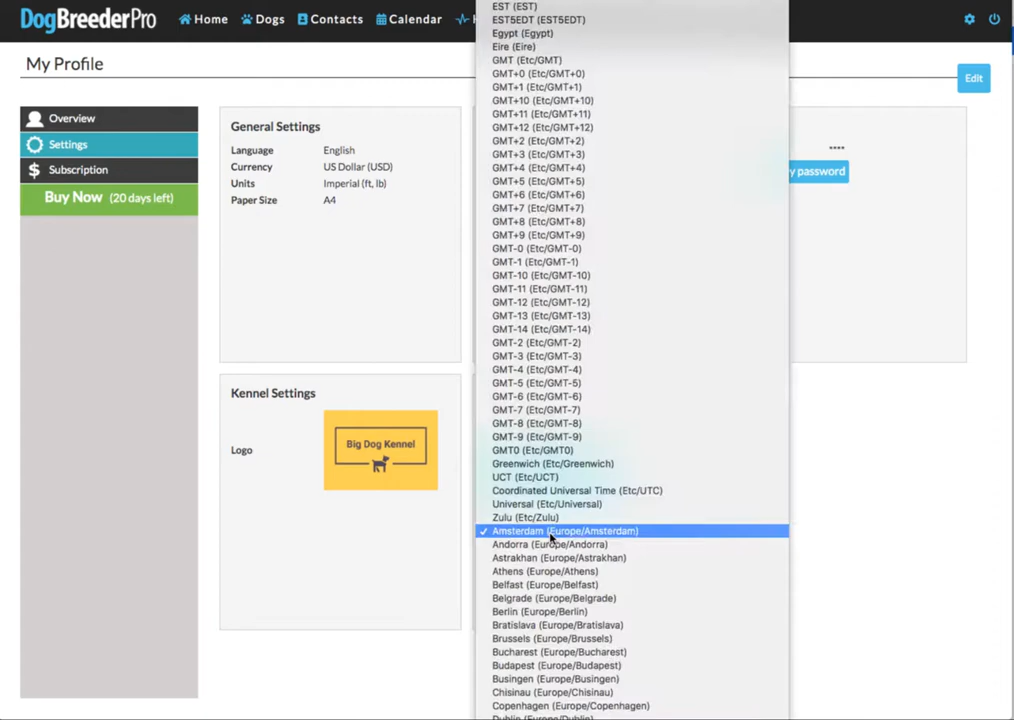 DogBreederPro
Home
Dogs
Contacts
Calendar
My Profile
Edit
Overview
Settings
Subscription
Buy Now (20 days left)
General Settings
Language English
Currency US Dollar (USD)
Units Imperial (ft, lb)
Paper Size A4
Kennel Settings
Logo
Big Dog Kennel
EST (EST)
EST5EDT (EST5EDT)
Egypt (Egypt)
Eire (Eire)
GMT (Etc/GMT)
GMT+0 (Etc/GMT+0)
GMT+1 (Etc/GMT+1)
GMT+10 (Etc/GMT+10)
GMT+11 (Etc/GMT+11)
GMT+12 (Etc/GMT+12)
GMT+2 (Etc/GMT+2)
GMT+3 (Etc/GMT+3)
GMT+4 (Etc/GMT+4)
GMT+5 (Etc/GMT+5)
GMT+6 (Etc/GMT+6)
GMT+7 (Etc/GMT+7)
GMT+8 (Etc/GMT+8)
GMT+9 (Etc/GMT+9)
GMT-0 (Etc/GMT-0)
GMT-1 (Etc/GMT-1)
GMT-10 (Etc/GMT-10)
GMT-11 (Etc/GMT-11)
GMT-12 (Etc/GMT-12)
GMT-13 (Etc/GMT-13)
GMT-14 (Etc/GMT-14)
GMT-2 (Etc/GMT-2)
GMT-3 (Etc/GMT-3)
GMT-4 (Etc/GMT-4)
GMT-5 (Etc/GMT-5)
GMT-6 (Etc/GMT-6)
GMT-7 (Etc/GMT-7)
GMT-8 (Etc/GMT-8)
GMT-9 (Etc/GMT-9)
GMT0 (Etc/GMT0)
Greenwich (Etc/Greenwich)
UCT (Etc/UCT)
Coordinated Universal Time (Etc/UTC)
Universal (Etc/Universal)
Zulu (Etc/Zulu)
✓ Amsterdam (Europe/Amsterdam)
Andorra (Europe/Andorra)
Astrakhan (Europe/Astrakhan)
Athens (Europe/Athens)
Belfast (Europe/Belfast)
Belgrade (Europe/Belgrade)
Berlin (Europe/Berlin)
Bratislava (Europe/Bratislava)
Brussels (Europe/Brussels)
Bucharest (Europe/Bucharest)
Budapest (Europe/Budapest)
Busingen (Europe/Busingen)
Chisinau (Europe/Chisinau)
Copenhagen (Europe/Copenhagen)
Dublin (Europe/Dublin)
••••
y password